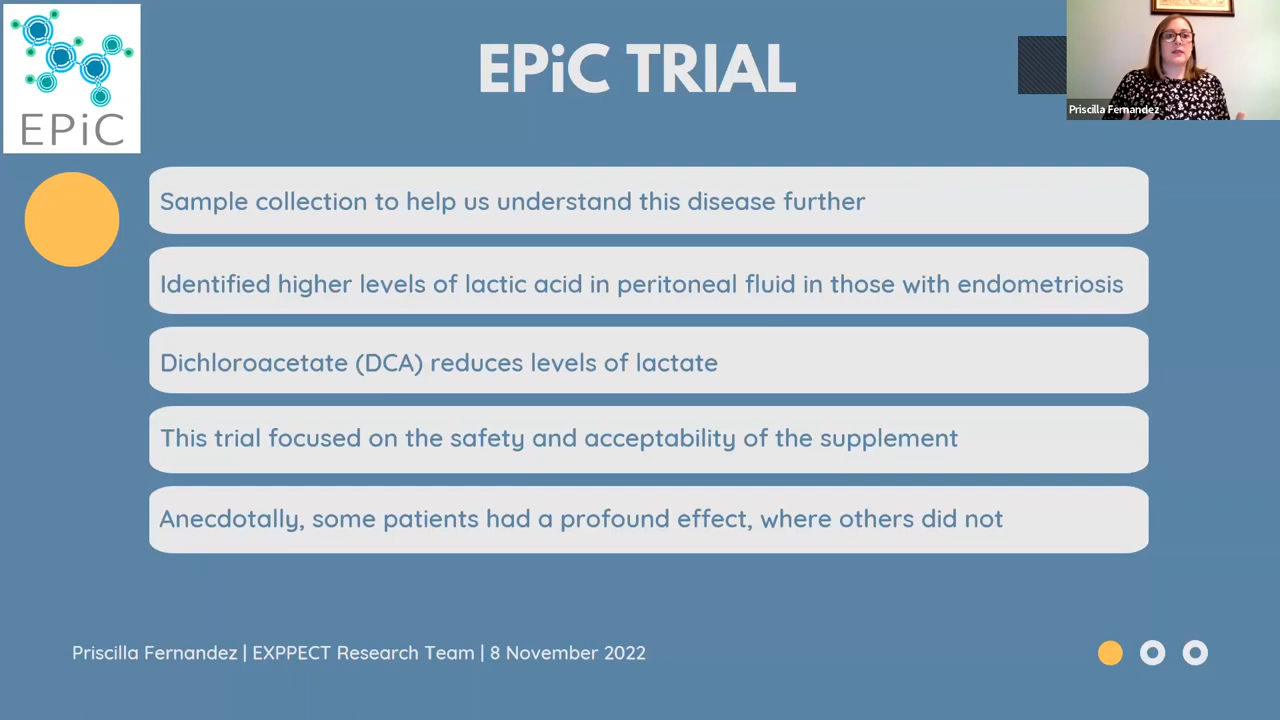 EPiC
EPiC TRIAL
Priscilla Fernandez
Sample collection to help us understand this disease further
Identified higher levels of lactic acid in peritoneal fluid in those with endometriosis
Dichloroacetate (DCA) reduces levels of lactate
This trial focused on the safety and acceptability of the supplement
Anecdotally, some patients had a profound effect, where others did not
Priscilla Fernandez | EXPPECT Research Team | 8 November 2022